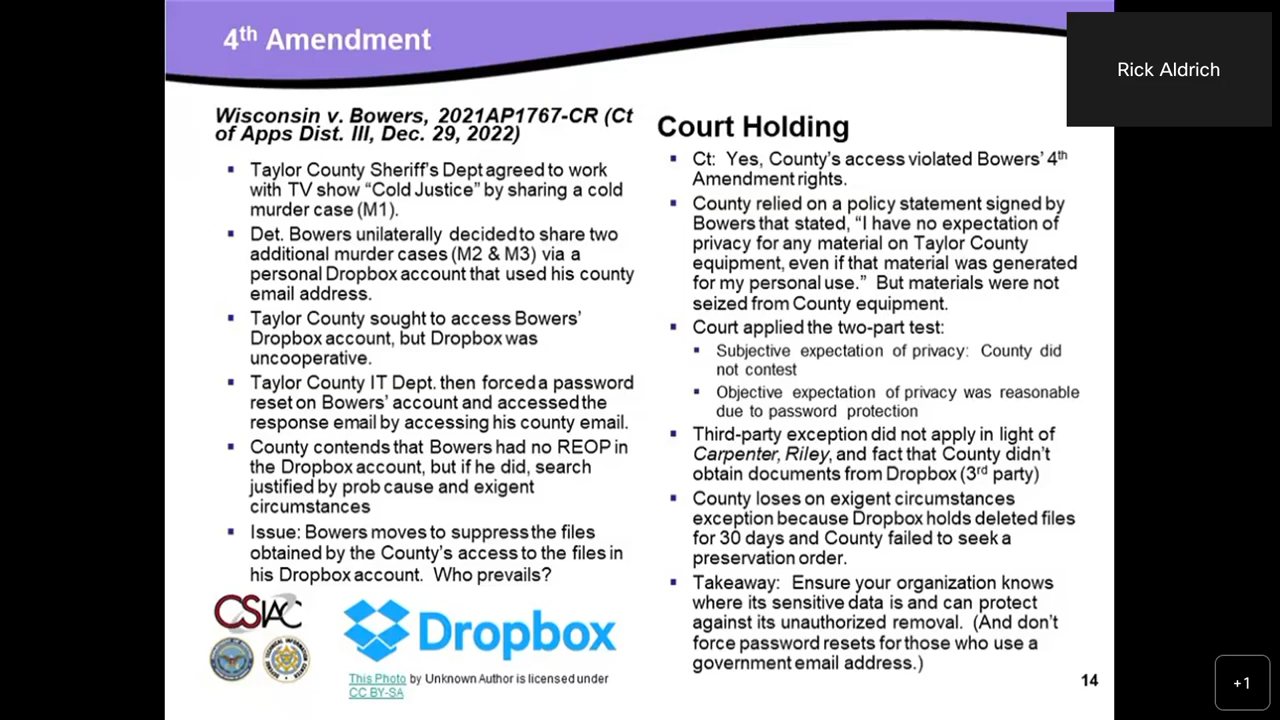 4th Amendment
Rick Aldrich
Wisconsin v. Bowers, 2021AP1767-CR (Ct
of Apps Dist. III, Dec. 29, 2022)
▪ Taylor County Sheriff's Dept agreed to work
with TV show “Cold Justice” by sharing a cold
murder case (M1).
▪ Det. Bowers unilaterally decided to share two
additional murder cases (M2 & M3) via a
personal Dropbox account that used his county
email address.
▪ Taylor County sought to access Bowers’
Dropbox account, but Dropbox was
uncooperative.
▪ Taylor County IT Dept. then forced a password
reset on Bowers’ account and accessed the
response email by accessing his county email.
▪ County contends that Bowers had no REOP in
the Dropbox account, but if he did, search
justified by prob cause and exigent
circumstances
▪ Issue: Bowers moves to suppress the files
obtained by the County’s access to the files in
his Dropbox account. Who prevails?
CSIAC
Dropbox
This Photo by Unknown Author is licensed under
CC BY-SA
Court Holding
▪ Ct: Yes, County’s access violated Bowers’ 4th
Amendment rights.
▪ County relied on a policy statement signed by
Bowers that stated, “I have no expectation of
privacy for any material on Taylor County
equipment, even if that material was generated
for my personal use.” But materials were not
seized from County equipment.
▪ Court applied the two-part test:
▪ Subjective expectation of privacy: County did
not contest
▪ Objective expectation of privacy was reasonable
due to password protection
▪ Third-party exception did not apply in light of
Carpenter, Riley, and fact that County didn’t
obtain documents from Dropbox (3rd party)
▪ County loses on exigent circumstances
exception because Dropbox holds deleted files
for 30 days and County failed to seek a
preservation order.
▪ Takeaway: Ensure your organization knows
where its sensitive data is and can protect
against its unauthorized removal. (And don’t
force password resets for those who use a
government email address.)
14
+1